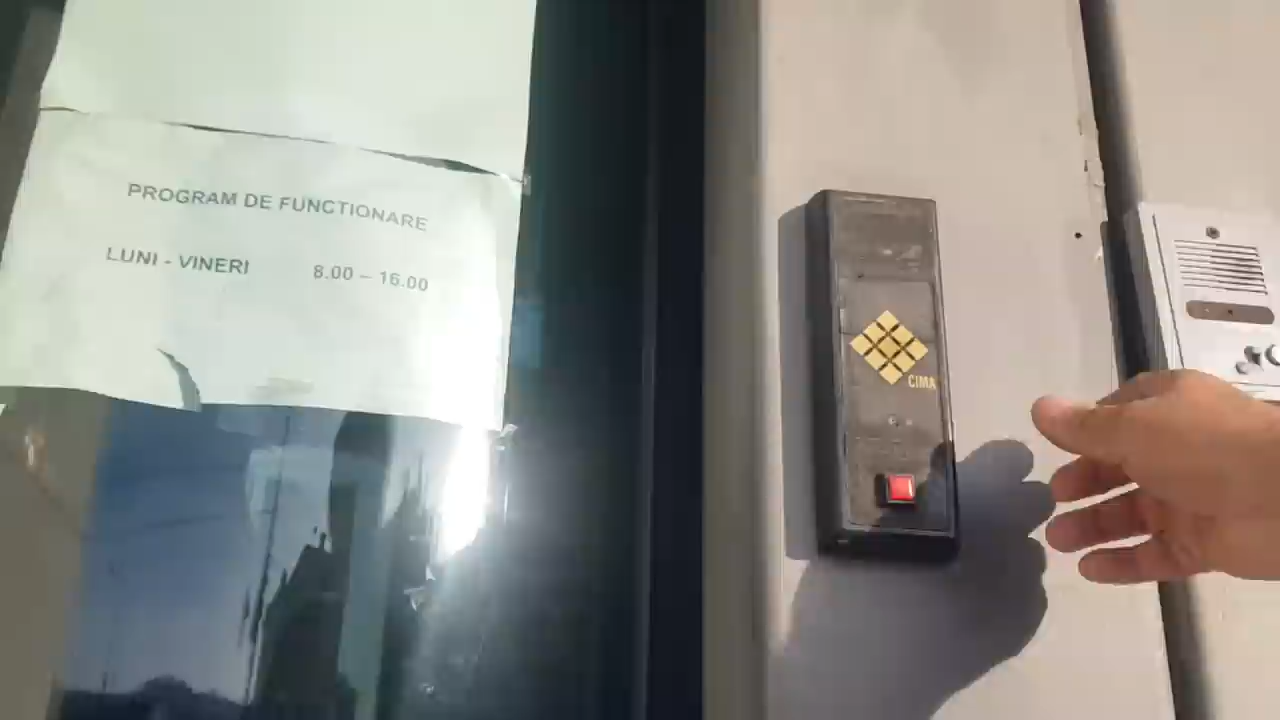 PROGRAM DE FUNCTIONARE
LUNI - VINERI 8.00 – 16.00
CIMA